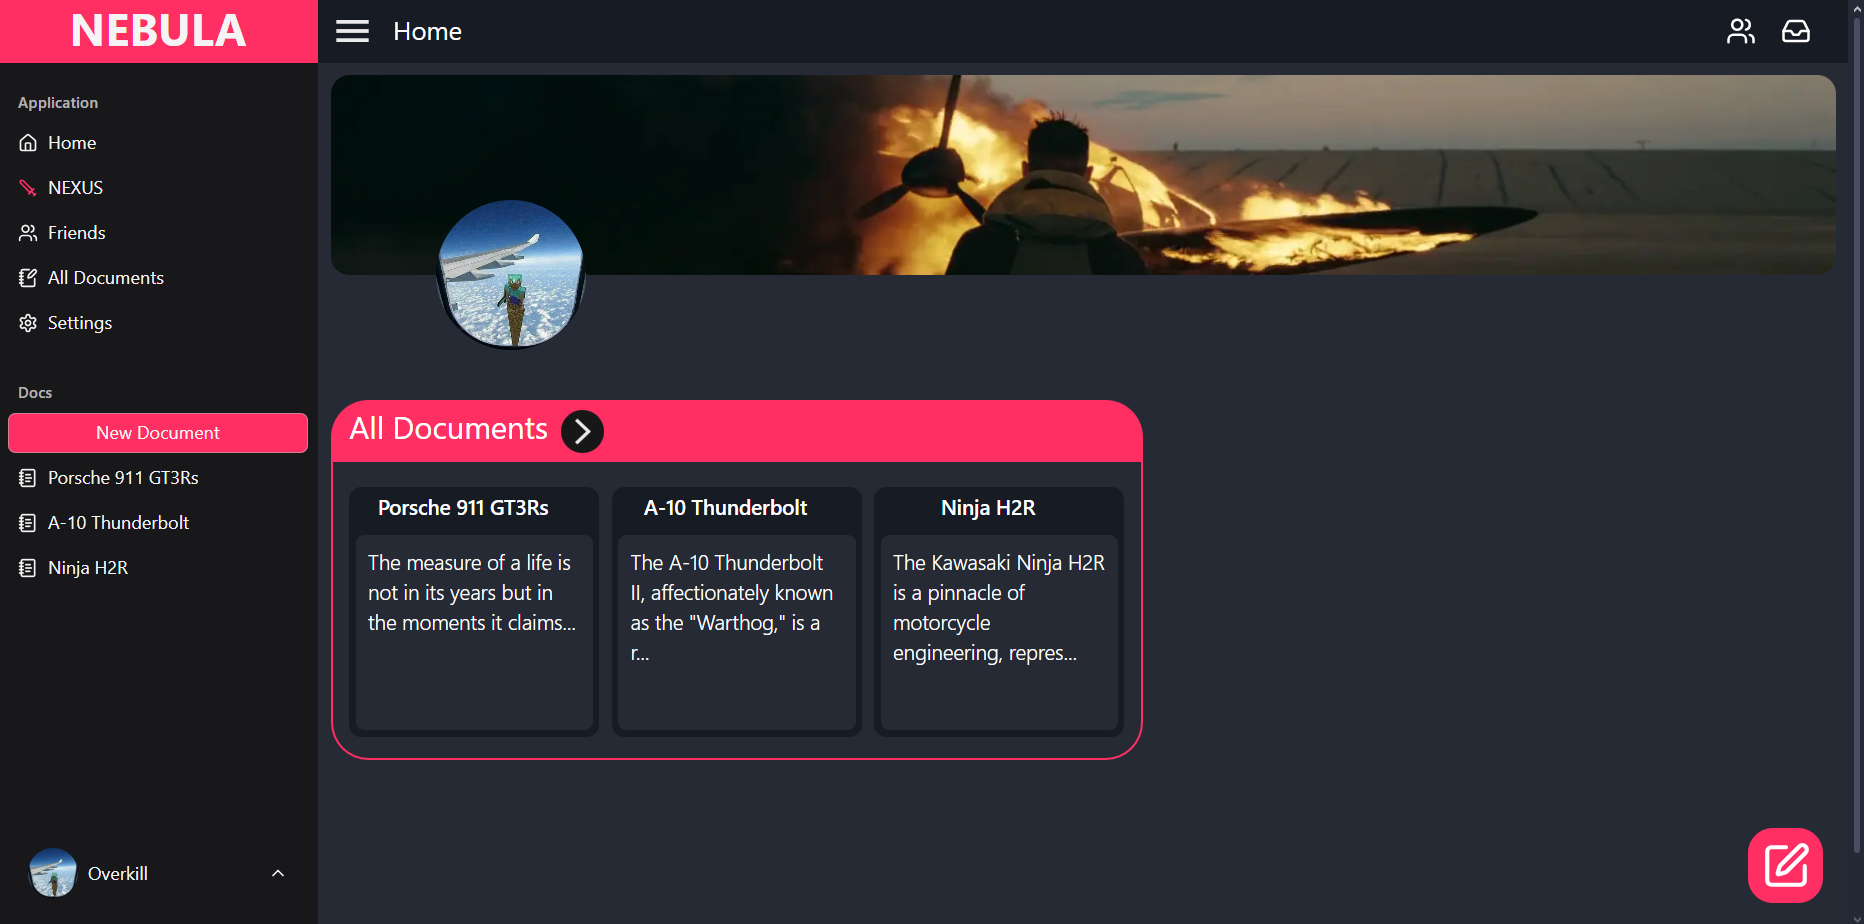 NEBULA
Home
Application
Home
NEXUS
Friends
All Documents
Settings
Docs
New Document
Porsche 911 GT3Rs
A-10 Thunderbolt
Ninja H2R
Overkill
All Documents
Porsche 911 GT3Rs
The measure of a life is
not in its years but in
the moments it claims...
A-10 Thunderbolt
The A-10 Thunderbolt
II, affectionately known
as the "Warthog," is a
r...
Ninja H2R
The Kawasaki Ninja H2R
is a pinnacle of
motorcycle
engineering, repres...